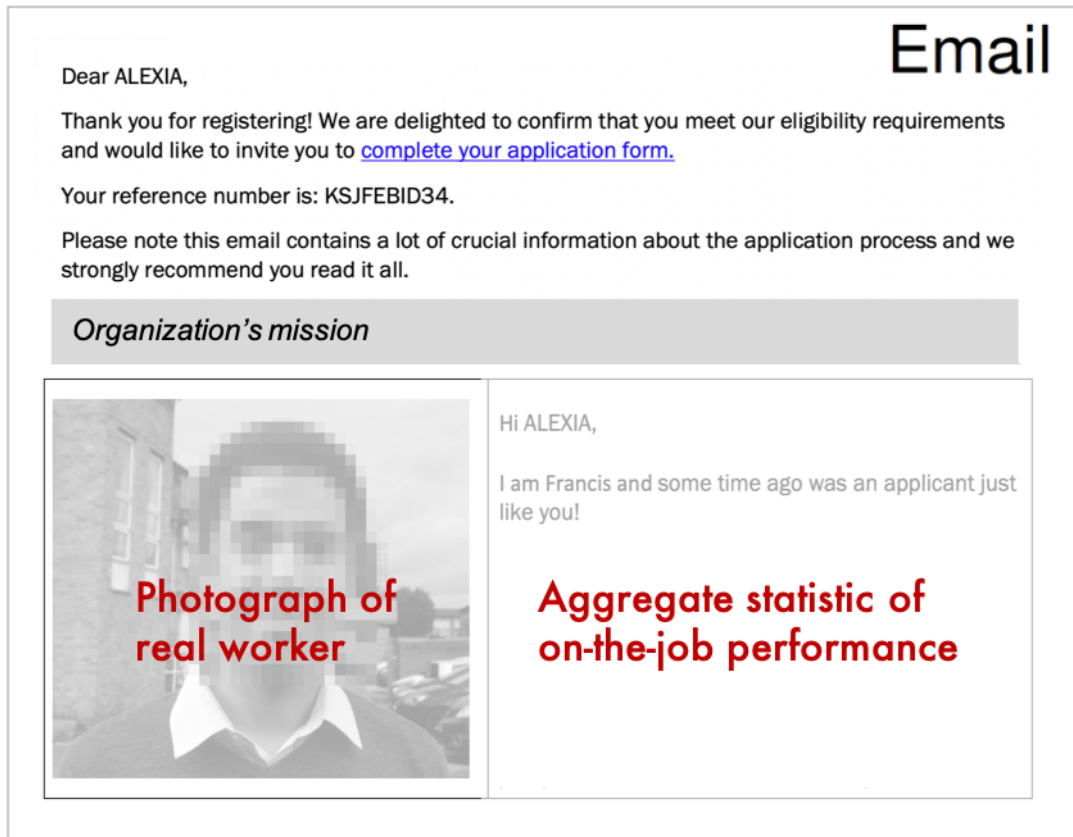 Email
Dear ALEXIA,
Thank you for registering! We are delighted to confirm that you meet our eligibility requirements
and would like to invite you to complete your application form.
Your reference number is: KSJFEBID34.
Please note this email contains a lot of crucial information about the application process and we
strongly recommend you read it all.
Organization's mission
Hi ALEXIA,
I am Francis and some time ago was an applicant just
like you!
Photograph of
real worker
Aggregate statistic of
on-the-job performance